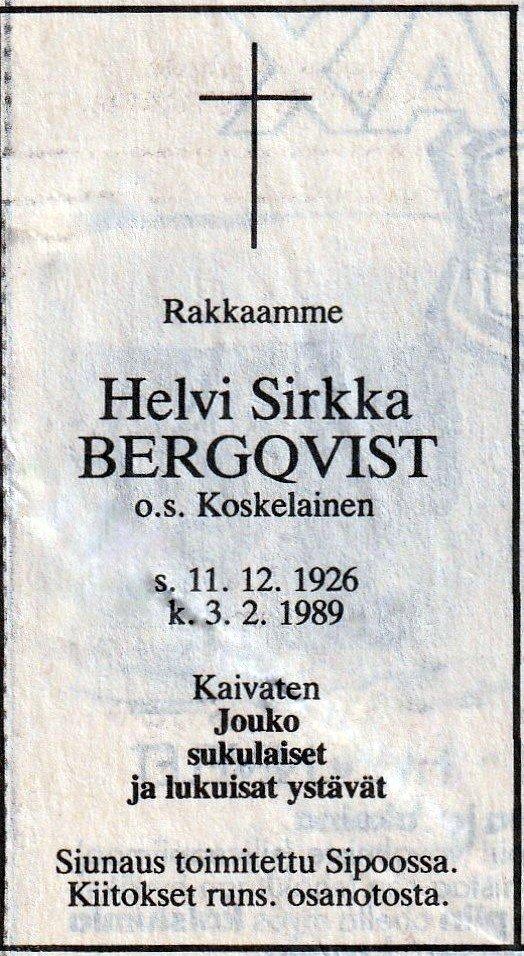 Rakkaamme
Helvi Sirkka
BERGQVIST
o.s. Koskelainen
s. 11. 12. 1926
k. 3. 2. 1989
Kaivaten
Jouko
sukulaiset
ja lukuisat ystävät
Siunaus toimitettu Sipoossa.
Kiitokset runs. osanotosta.